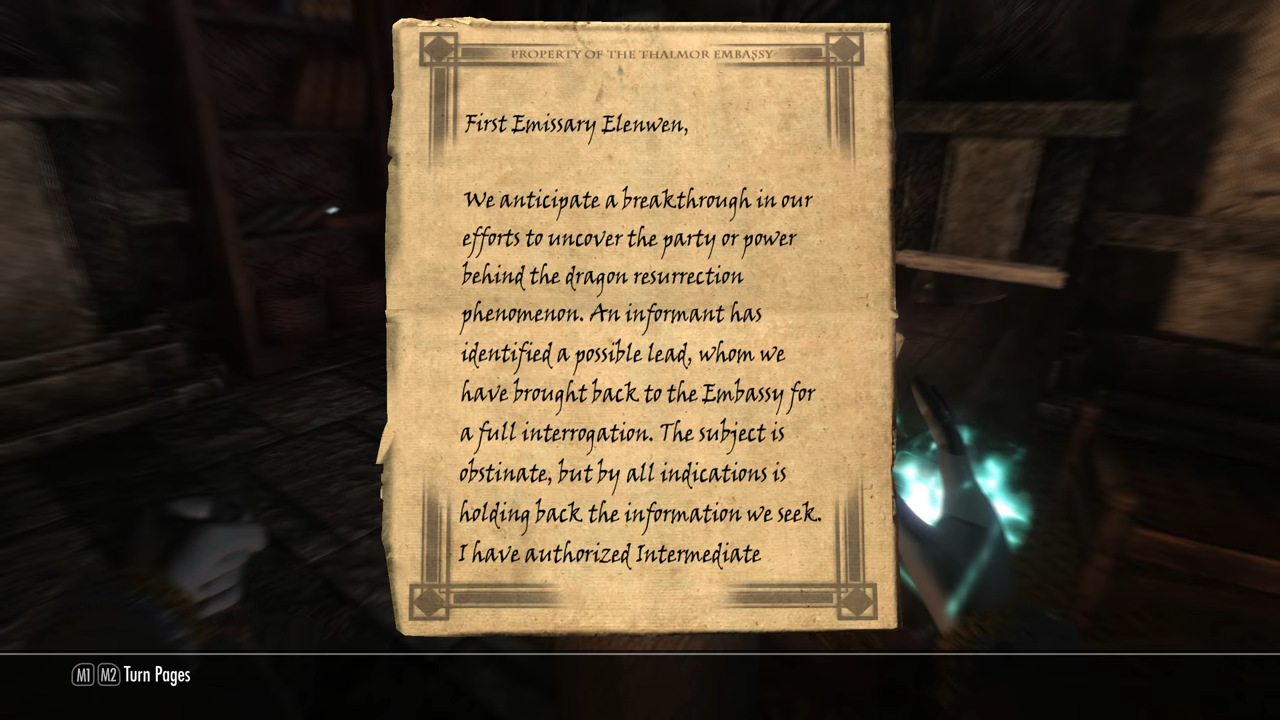 PROPERTY OF THE THALMOR EMBASSY
First Emissary Elenwen,
We anticipate a breakthrough in our
efforts to uncover the party or power
behind the dragon resurrection
phenomenon. An informant has
identified a possible lead, whom we
have brought back to the Embassy for
a full interrogation. The subject is
obstinate, but by all indications is
holding back the information we seek.
I have authorized Intermediate
M1 M2 Turn Pages